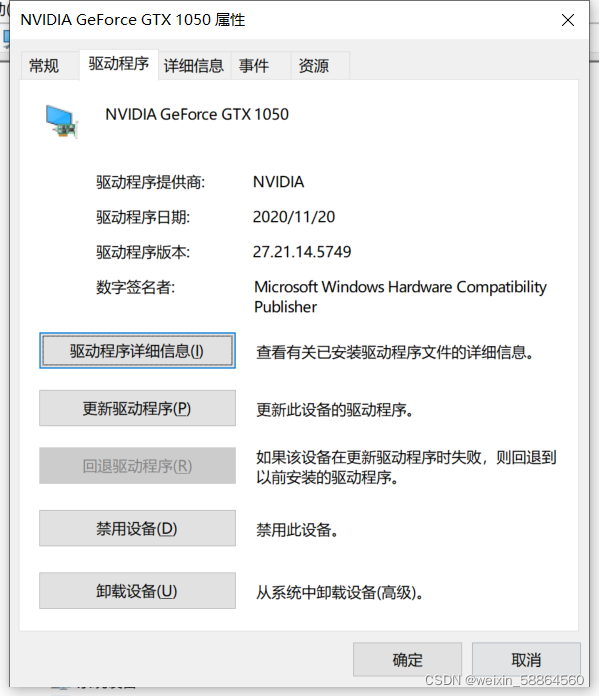 NVIDIA GeForce GTX 1050 属性
常规
驱动程序
详细信息
事件
资源
NVIDIA GeForce GTX 1050
驱动程序提供商:
NVIDIA
驱动程序日期:
2020/11/20
驱动程序版本:
27.21.14.5749
数字签名者:
Microsoft Windows Hardware Compatibility
Publisher
驱动程序详细信息(I)
查看有关已安装驱动程序文件的详细信息。
更新驱动程序(P)
更新此设备的驱动程序。
回退驱动程序(R)
如果该设备在更新驱动程序时失败，则回退到
以前安装的驱动程序。
禁用设备(D)
禁用此设备。
卸载设备(U)
从系统中卸载设备(高级)。
确定
取消
CSDN @weixin_58864560